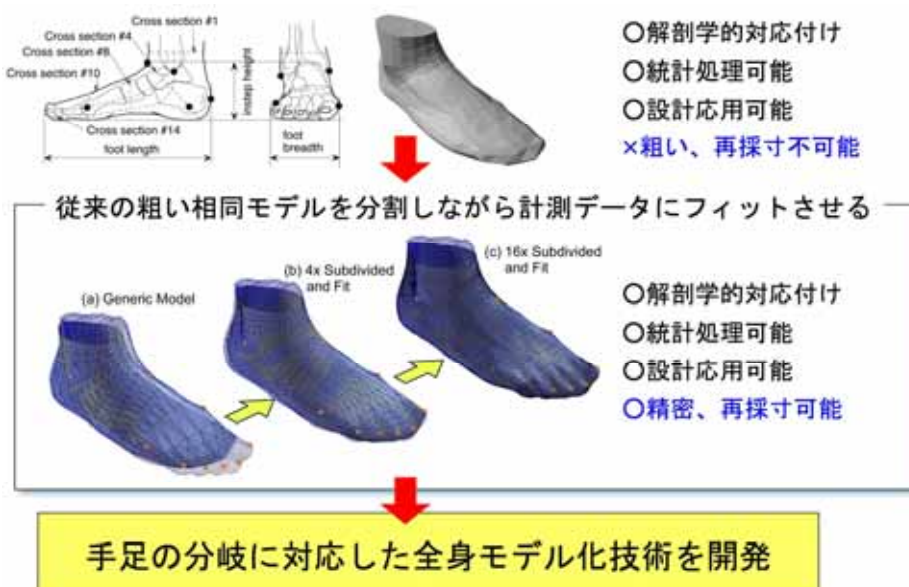 Cross section #1
Cross section #4
Cross section #8
Cross section #10
instep height
Cross section #14
foot length
foot
breadth
○解剖学的対応付け
○統計処理可能
○設計応用可能
×粗い、再採寸不可能
従来の粗い相同モデルを分割しながら計測データにフィットさせる
(a) Generic Model
(b) 4x Subdivided
and Fit
(c) 16x Subdivided
and Fit
○解剖学的対応付け
○統計処理可能
○設計応用可能
○精密、再採寸可能
手足の分岐に対応した全身モデル化技術を開発